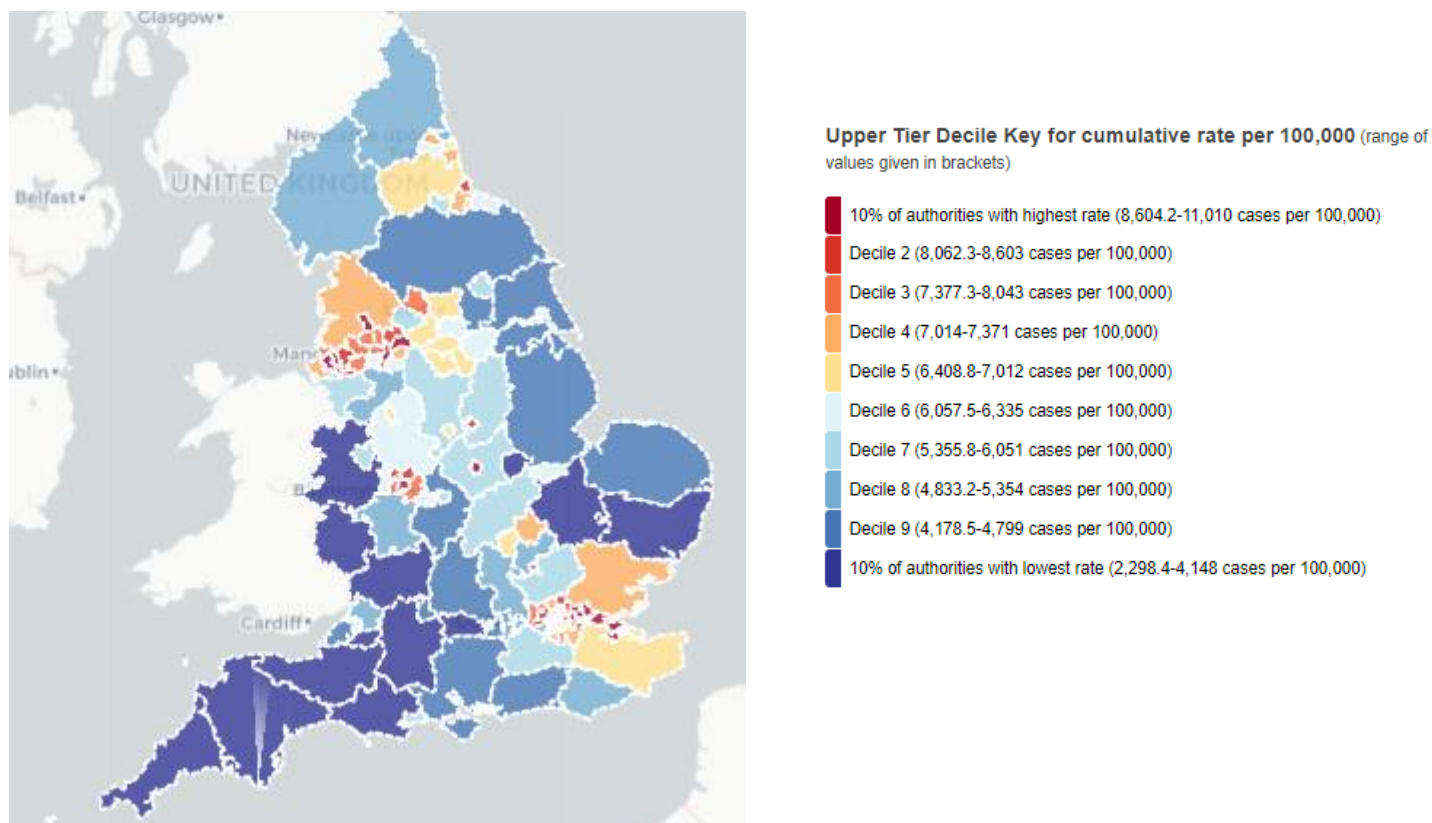 Glasgow
Belfast
UNITED KINGDOM
Cardiff
Upper Tier Decile Key for cumulative rate per 100,000 (range of
values given in brackets)
10% of authorities with highest rate (8,604.2-11,010 cases per 100,000)
Decile 2 (8,062.3-8,603 cases per 100,000)
Decile 3 (7,377.3-8,043 cases per 100,000)
Decile 4 (7,014-7,371 cases per 100,000)
Decile 5 (6,408.8-7,012 cases per 100,000)
Decile 6 (6,057.5-6,335 cases per 100,000)
Decile 7 (5,355.8-6,051 cases per 100,000)
Decile 8 (4,833.2-5,354 cases per 100,000)
Decile 9 (4,178.5-4,799 cases per 100,000)
10% of authorities with lowest rate (2,298.4-4,148 cases per 100,000)